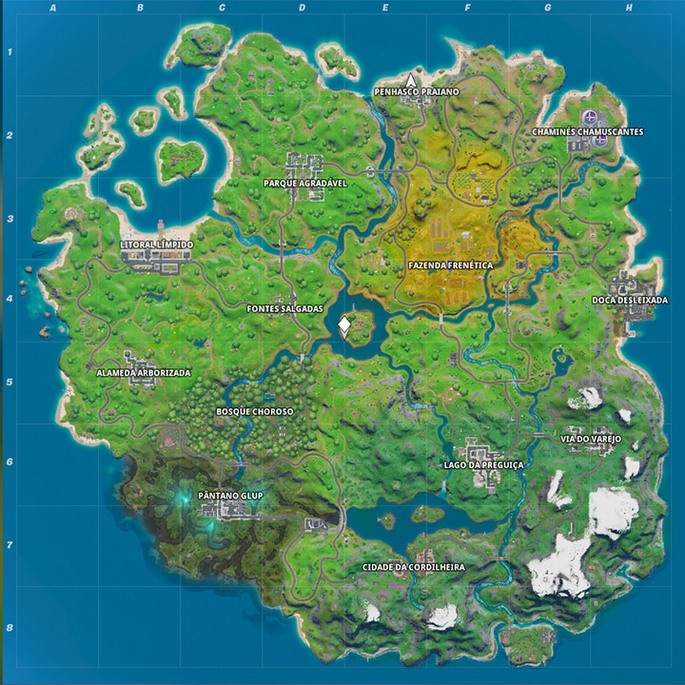 A B C D E F G H
1
PENHASCO PRAIANO
2
CHAMINÉS CHAMUSCANTES
PARQUE AGRADÁVEL
3
LITORAL LÍMPIDO
FAZENDA FRENÉTICA
4
DOCA DESLEIXADA
FONTES SALGADAS
5
ALAMEDA ARBORIZADA
BOSQUE CHOROSO
VIA DO VAREJO
6
LAGO DA PREGUIÇA
PÂNTANO GLUP
7
CIDADE DA CORDILHEIRA
8